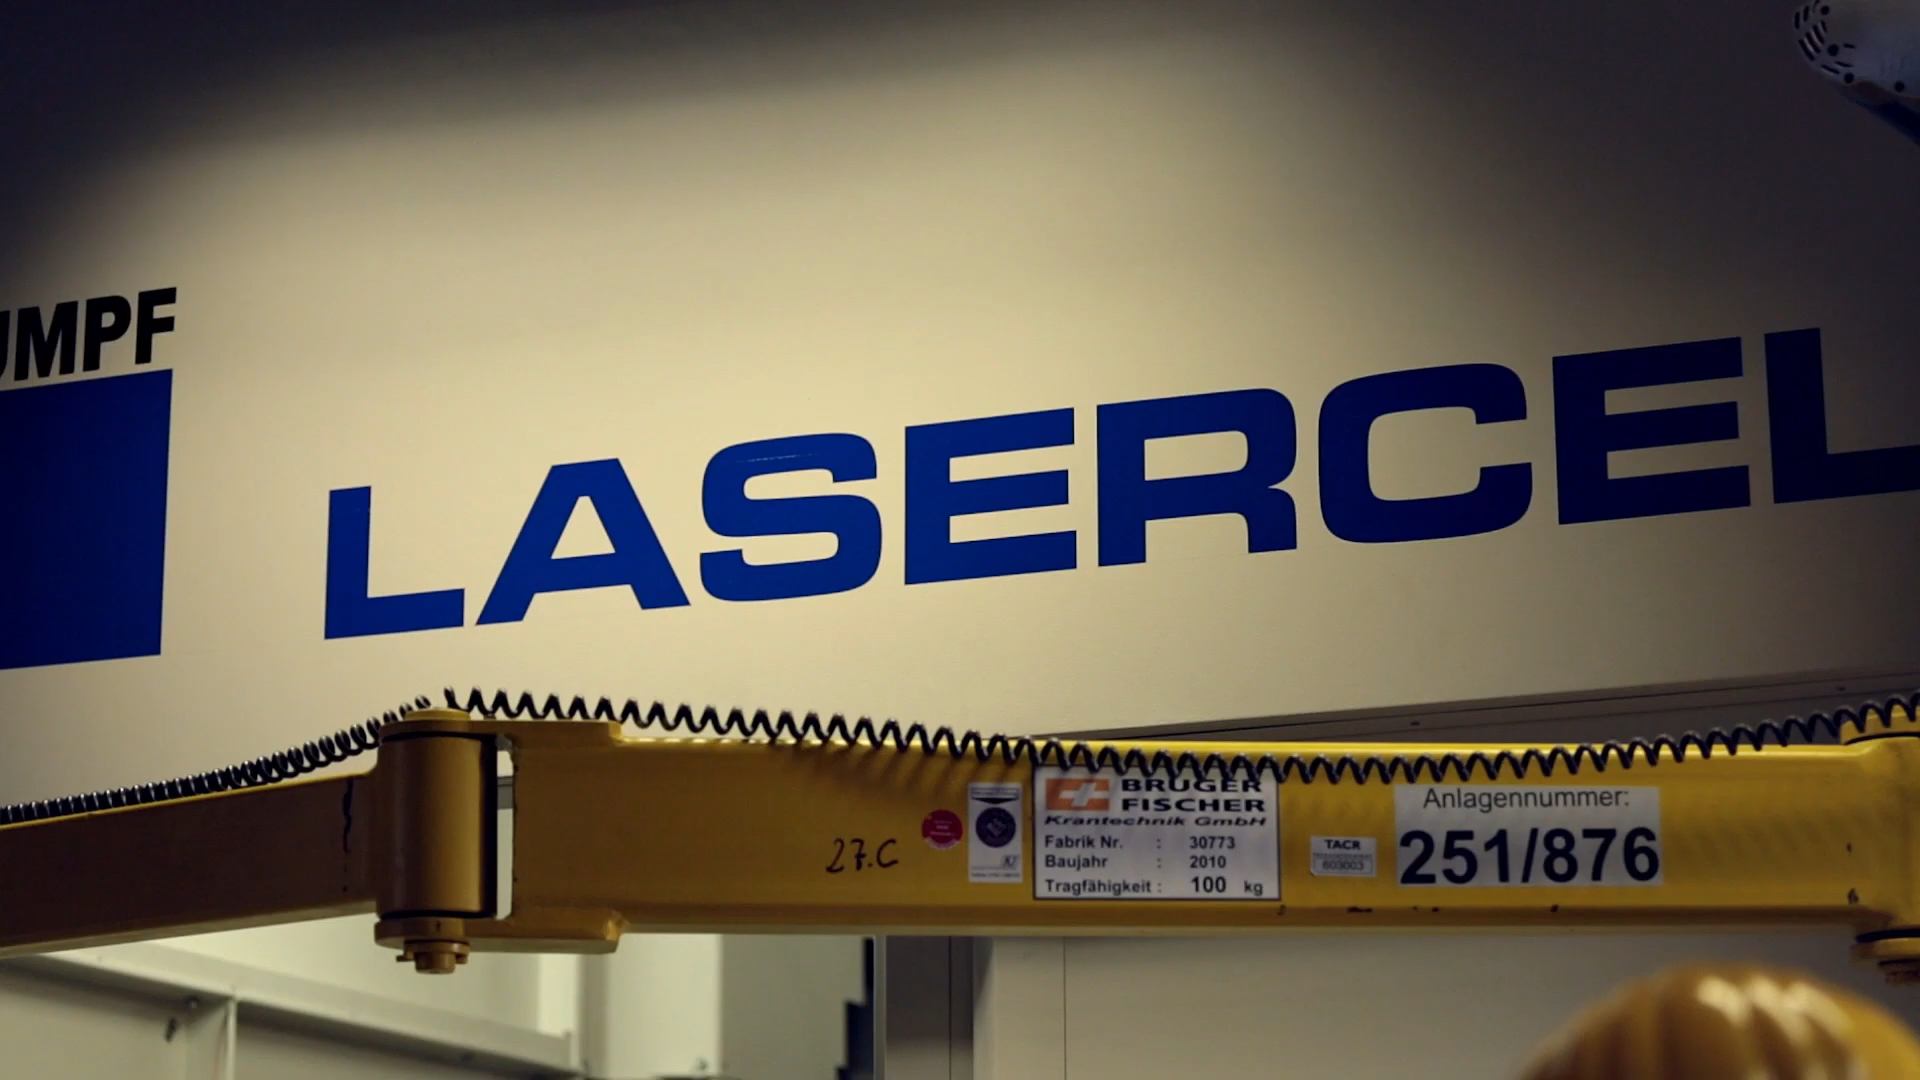 UMPF
LASERCEL
27.C
BRUGER
FISCHER
Krantechnik GmbH
Fabrik Nr. : 30773
Baujahr : 2010
Tragfähigkeit : 100 kg
TACR
603003
Anlagennummer:
251/876